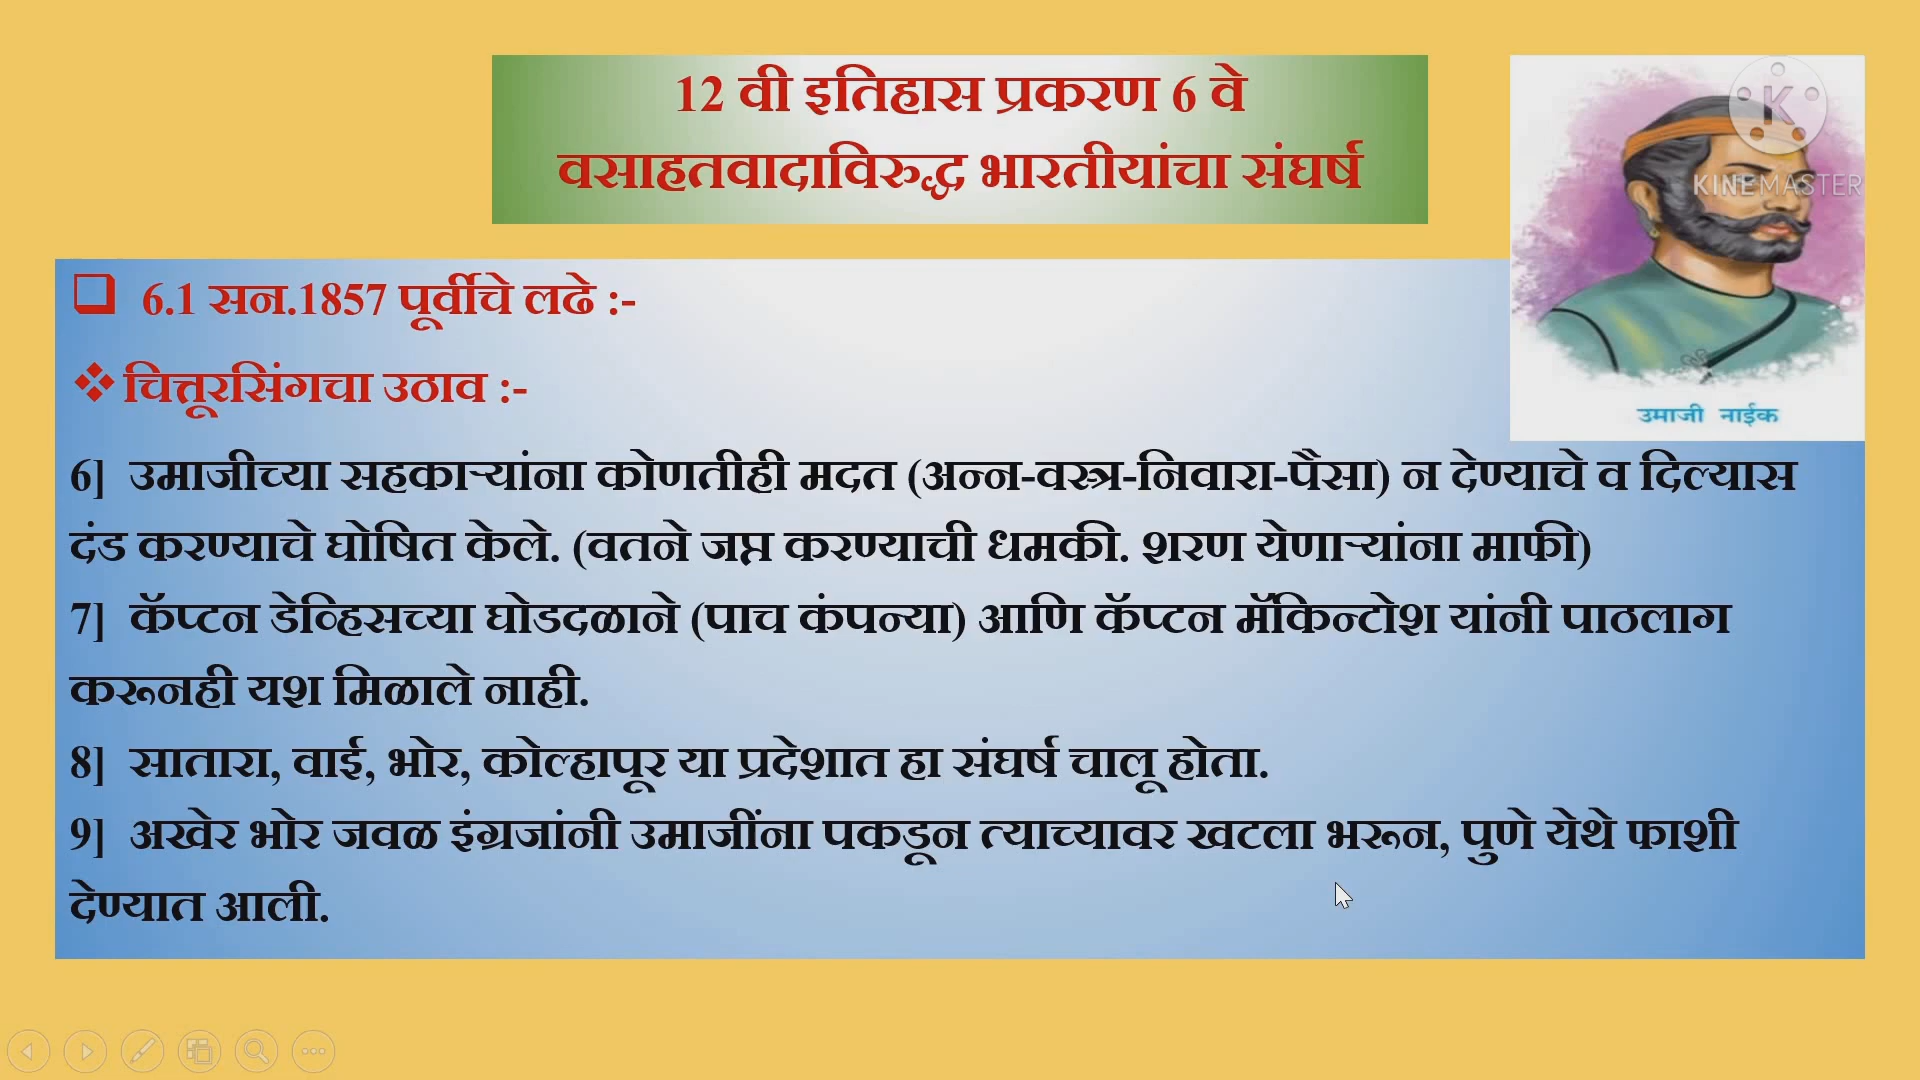 12 वी इतिहास प्रकरण 6 वे
वसाहतवादाविरुद्ध भारतीयांचा संघर्ष
K
KINEMASTER
उमाजी नाईक
6.1 सन.1857 पूर्वीचे लढे :-
चित्तूरसिंगचा उठाव :-
6] उमाजीच्या सहकाऱ्यांना कोणतीही मदत (अन्न-वस्त्र-निवारा-पैसा) न देण्याचे व दिल्यास
दंड करण्याचे घोषित केले. (वतने जप्त करण्याची धमकी. शरण येणाऱ्यांना माफी)
7] कॅप्टन डेव्हिसच्या घोडदळाने (पाच कंपन्या) आणि कॅप्टन मॅकिन्टोश यांनी पाठलाग
करूनही यश मिळाले नाही.
8] सातारा, वाई, भोर, कोल्हापूर या प्रदेशात हा संघर्ष चालू होता.
9] अखेर भोर जवळ इंग्रजांनी उमाजींना पकडून त्याच्यावर खटला भरून, पुणे येथे फाशी
देण्यात आली.